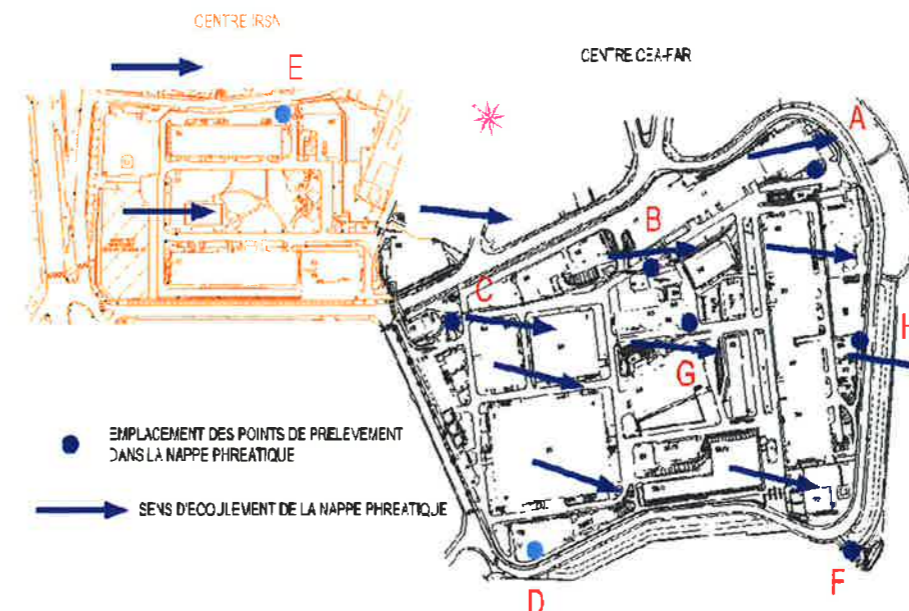 CENTRE IRSN
CENTRE CEA-FAR
E
A
B
C
H
G
EMPLACEMENT DES POINTS DE PRELEVEMENT
DANS LA NAPPE PHREATIQUE
SENS D'ECOULEMENT DE LA NAPPE PHREATIQUE
F
D